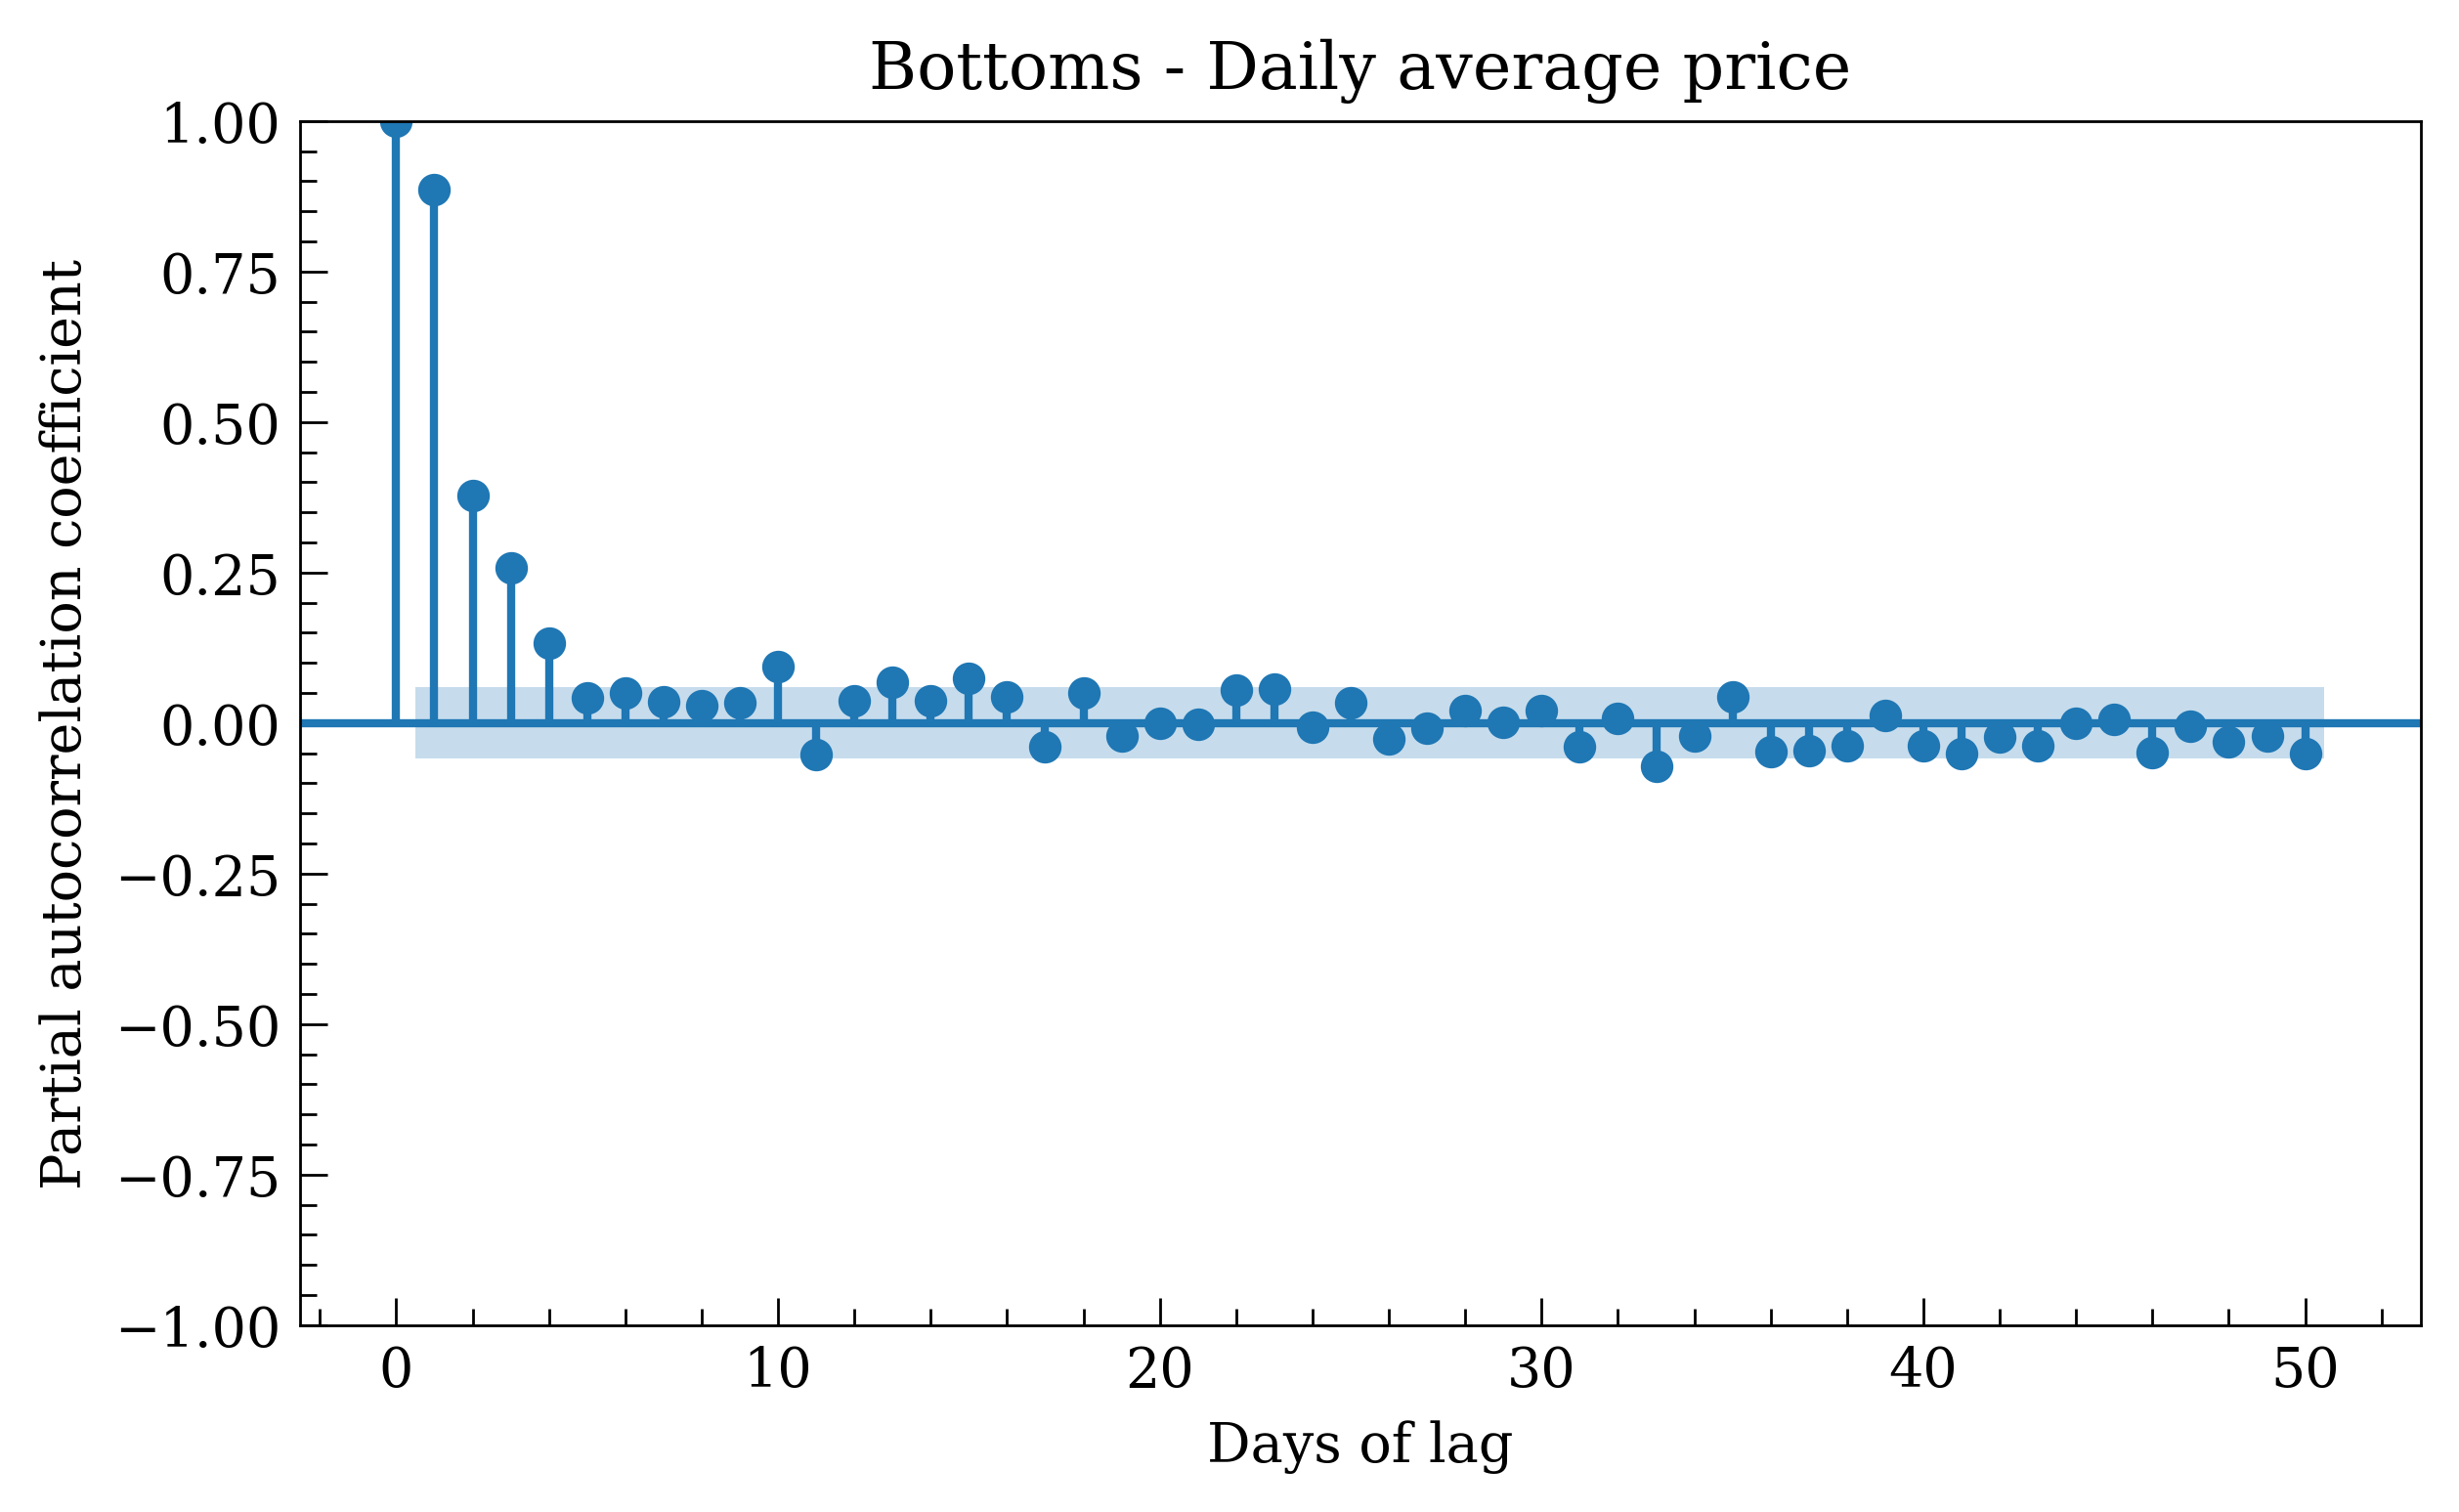 Bottoms - Daily average price
Partial autocorrelation coefficient
1.00
0.75
0.50
0.25
0.00
−0.25
−0.50
−0.75
−1.00
0 10 20 30 40 50
Days of lag